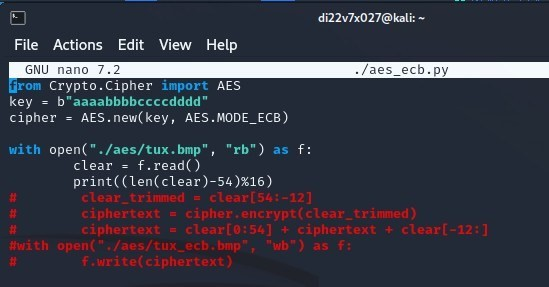 di22v7x027@kali: ~
File Actions Edit View Help
GNU nano 7.2 ./aes_ecb.py
from Crypto.Cipher import AES
key = b"aaaabbbbccccdddd"
cipher = AES.new(key, AES.MODE_ECB)
with open("./aes/tux.bmp", "rb") as f:
clear = f.read()
print((len(clear)-54)%16)
# clear_trimmed = clear[54:-12]
# ciphertext = cipher.encrypt(clear_trimmed)
# ciphertext = clear[0:54] + ciphertext + clear[-12:]
#with open("./aes/tux_ecb.bmp", "wb") as f:
# f.write(ciphertext)